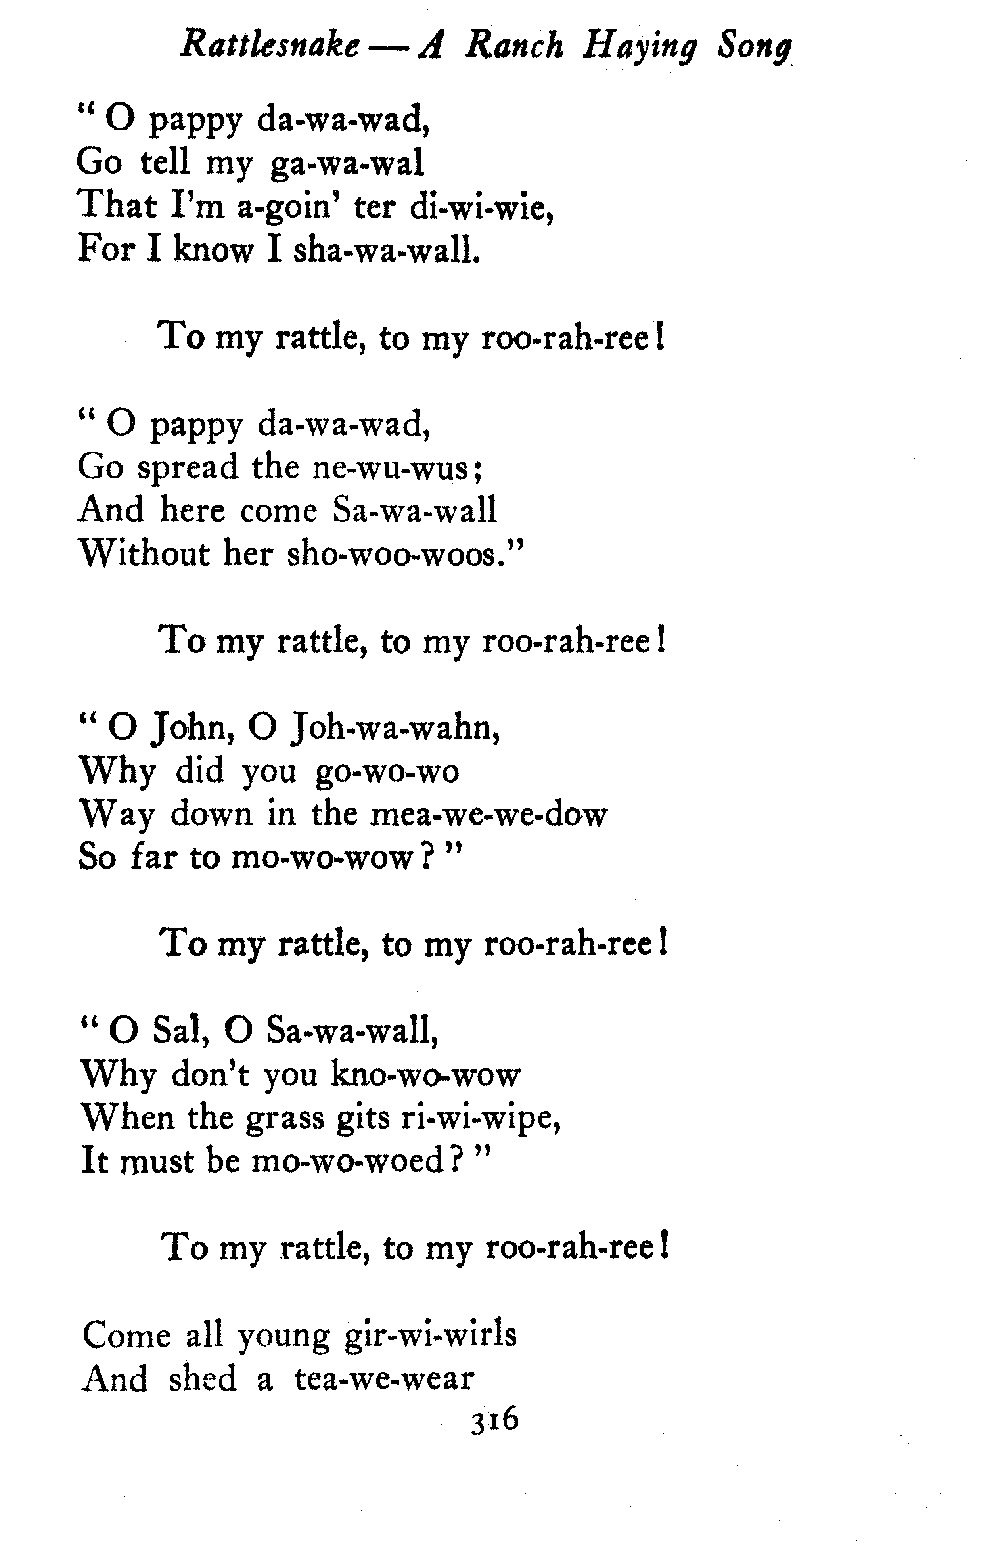 Rattlesnake — A Ranch Haying Song
“ O pappy da-wa-wad,
Go tell my ga-wa-wal
That I'm a-goin' ter di-wi-wie,
For I know I sha-wa-wall.
To my rattle, to my roo-rah-ree!
“ O pappy da-wa-wad,
Go spread the ne-wu-wus;
And here come Sa-wa-wall
Without her sho-woo-woos.”
To my rattle, to my roo-rah-ree!
“ O John, O Joh-wa-wahn,
Why did you go-wo-wo
Way down in the mea-we-we-dow
So far to mo-wo-wow? ”
To my rattle, to my roo-rah-ree!
“ O Sal, O Sa-wa-wall,
Why don't you kno-wo-wow
When the grass gits ri-wi-wipe,
It must be mo-wo-woed? ”
To my rattle, to my roo-rah-ree!
Come all young gir-wi-wirls
And shed a tea-we-wear
316